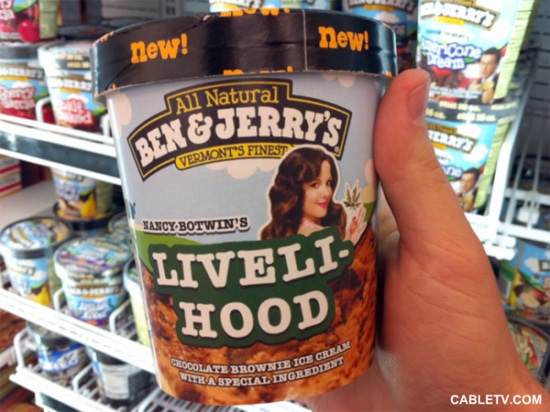 new! new!
All Natural
BEN & JERRY'S
VERMONT'S FINEST
NANCY BOTWIN'S
LIVELI-
HOOD
CHOCOLATE BROWNIE ICE CREAM
WITH A SPECIAL INGREDIENT
CABLETV.COM